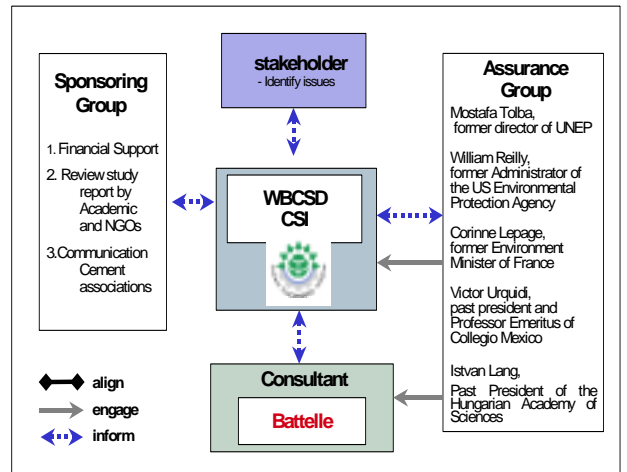 Sponsoring
Group
1. Financial Support
2. Review study
report by
Academic
and NGOs
3.Communication
Cement
associations
stakeholder
- Identify issues
WBCSD
CSI
Consultant
Battelle
Assurance
Group
Mostafa Tolba,
former director of UNEP
William Reilly,
former Administrator of
the US Environmental
Protection Agency
Corinne Lepage,
former Environment
Minister of France
Victor Urquidi,
past president and
Professor Emeritus of
Collegio Mexico
Istvan Lang,
Past President of the
Hungarian Academy of
Sciences
align
engage
inform